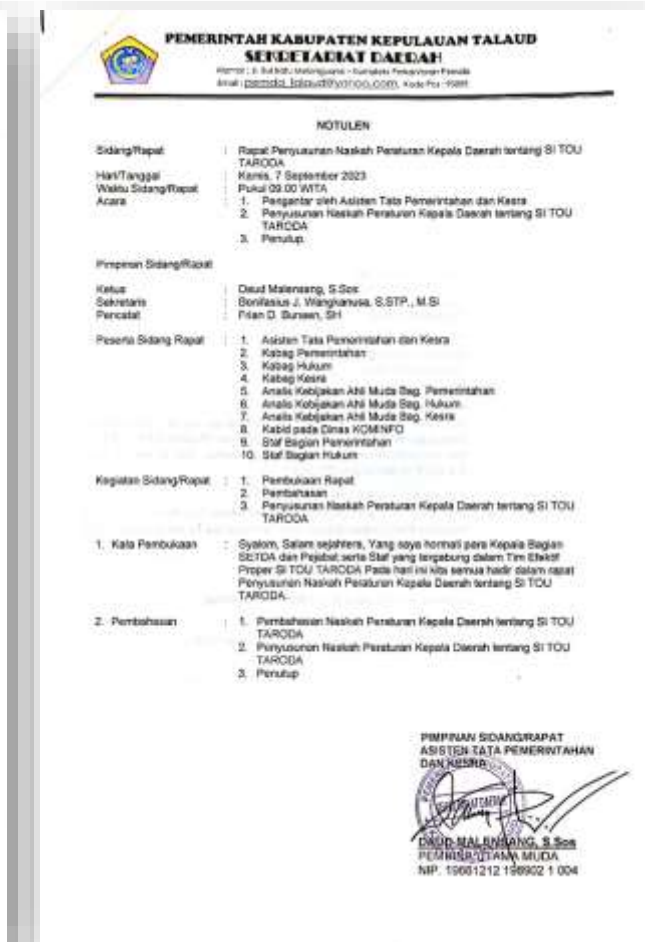 PEMERINTAH KABUPATEN KEPULAUAN TALAUD
SEKRETARIAT DAERAH
Email : pemda_talaud@yahoo.com, Kode Pos :
NOTULEN
Sidang/Rapat : Rapat Penyusunan Naskah Peraturan Kepala Daerah tentang SI TOU
TARODA
Hari/Tanggal : Kamis, 7 September 2023
Waktu Sidang/Rapat : Pukul 09.00 WITA
Acara : 1. Pengantar oleh Asisten Tata Pemerintahan dan Kesra
2. Penyusunan Naskah Peraturan Kepala Daerah tentang SI TOU
TARODA
3. Penutup.
Pimpinan Sidang/Rapat
Ketua : Daud Malensang, S.Sos
Sekretaris : Bonifasius J. Wangkanusa, S.STP., M.Si
Pencatat : Frian D. Bunaen, SH
Peserta Sidang Rapat : 1. Asisten Tata Pemerintahan dan Kesra
2. Kabag Pemerintahan
3. Kabag Hukum
4. Kabag Kesra
5. Analis Kebijakan Ahli Muda Bag. Pemerintahan
6. Analis Kebijakan Ahli Muda Bag. Hukum
7. Analis Kebijakan Ahli Muda Bag. Kesra
8. Kabid pada Dinas KOMINFO
9. Staf Bagian Pemerintahan
10. Staf Bagian Hukum
Kegiatan Sidang/Rapat : 1. Pembukaan Rapat
2. Pembahasan
3. Penyusunan Naskah Peraturan Kepala Daerah tentang SI TOU
TARODA
1. Kata Pembukaan : Syalom, Salam sejahtera, Yang saya hormati para Kepala Bagian
SETDA dan Pejabat serta Staf yang tergabung dalam Tim Efektif
Proper SI TOU TARODA Pada hari ini kita semua hadir dalam rapat
Penyusunan Naskah Peraturan Kepala Daerah tentang SI TOU
TARODA.
2. Pembahasan : 1. Pembahasan Naskah Peraturan Kepala Daerah tentang SI TOU
TARODA
2. Penyusunan Naskah Peraturan Kepala Daerah tentang SI TOU
TARODA
3. Penutup
PIMPINAN SIDANG/RAPAT
ASISTEN TATA PEMERINTAHAN
DAN KESRA
DAUD MALENSANG, S.Sos
PEMBINA UTAMA MUDA
NIP. 19661212 198902 1 004